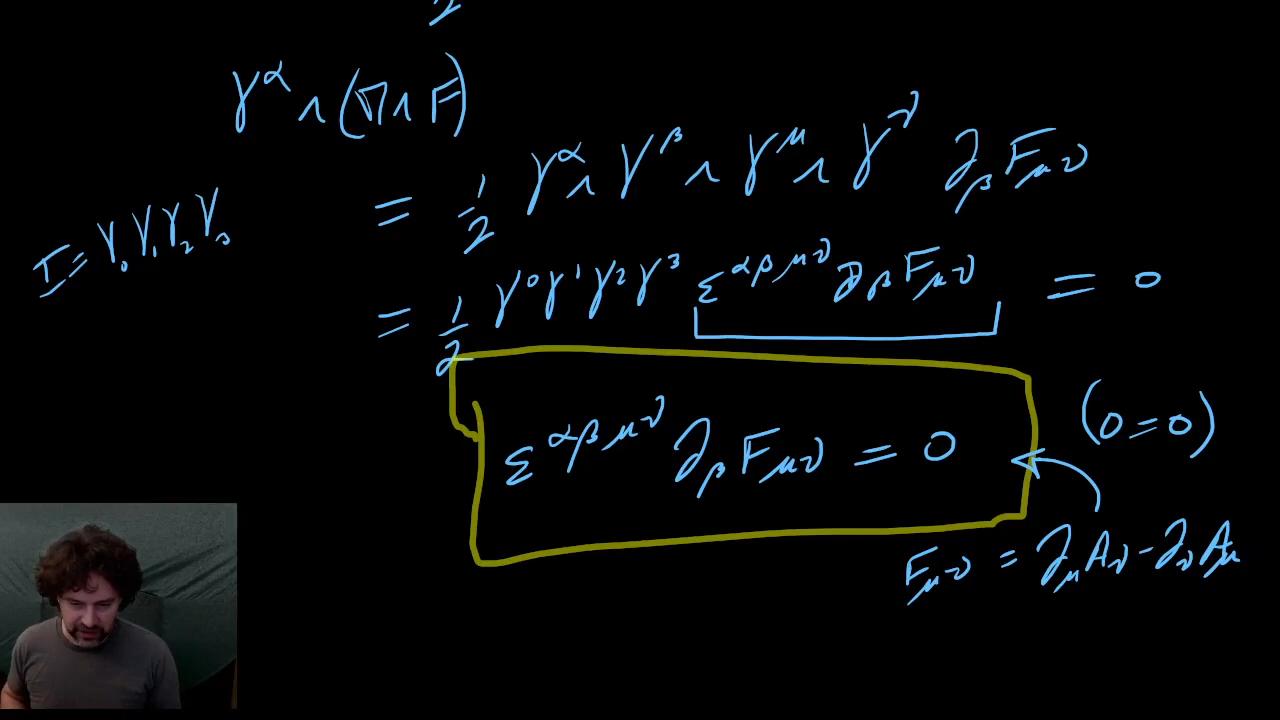 2
γ^α ∧ (∇∧F)
= 1/2 γ^α ∧ γ^β ∧ γ^μ ∧ γ^ν ∂_β F_μν
I = γ_0 γ_1 γ_2 γ_3
= 1/2 γ^0 γ^1 γ^2 γ^3 ε^αβμν ∂_β F_μν = 0
ε^αβμν ∂_β F_μν = 0 (0=0)
F_μν = ∂_μ A_ν - ∂_ν A_μ